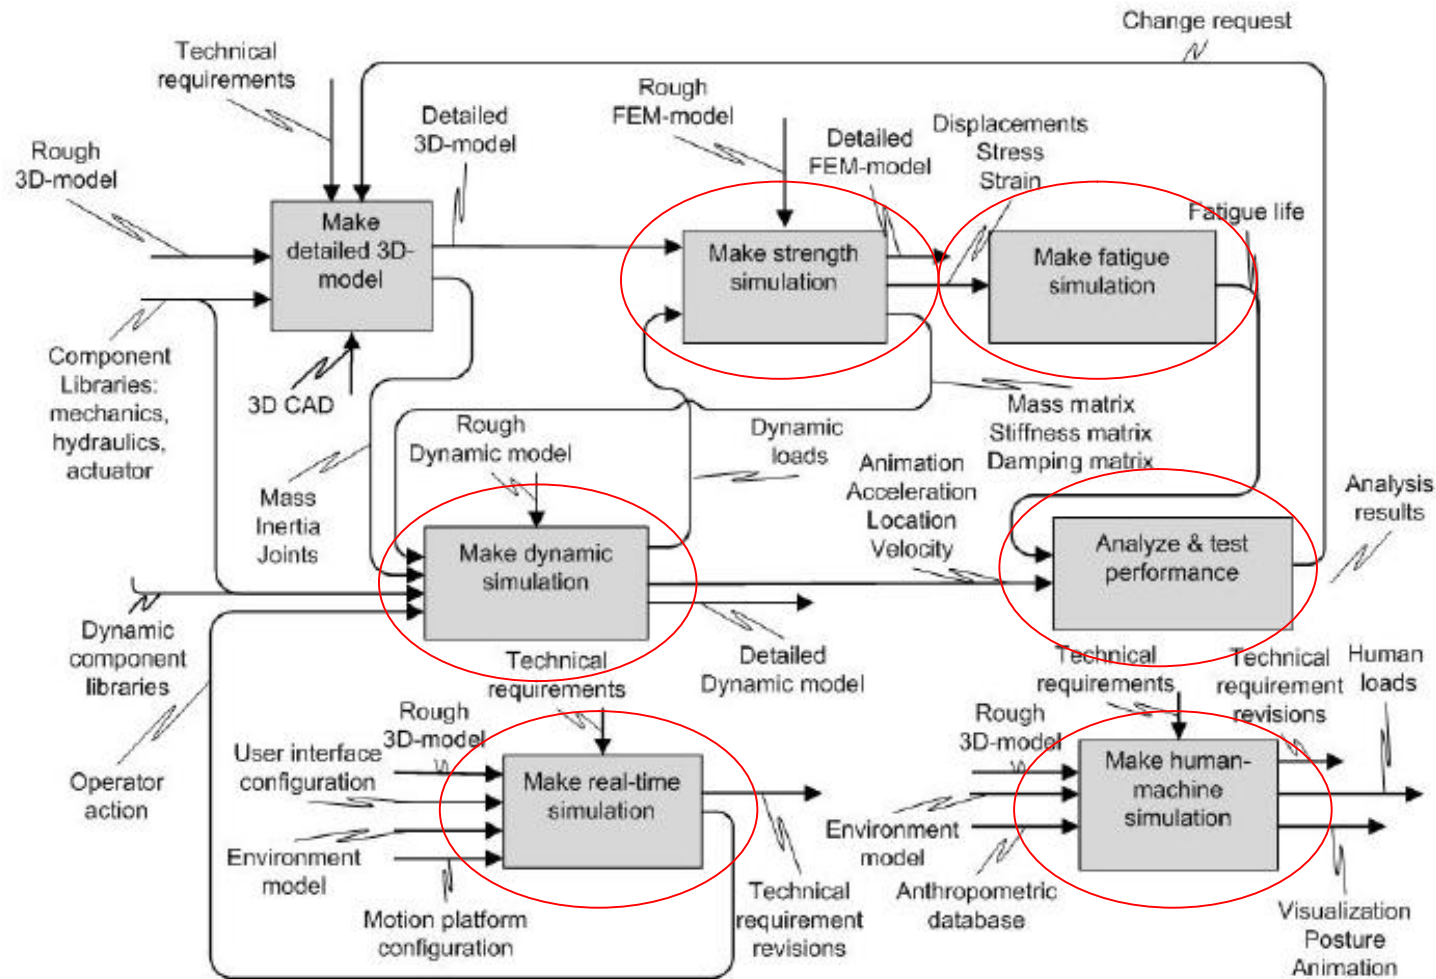 Change request
Technical
requirements
Rough
3D-model
Detailed
3D-model
Rough
FEM-model
Detailed
FEM-model
Displacements
Stress
Strain
Fatigue life
Make
detailed 3D-
model
Make strength
simulation
Make fatigue
simulation
Component
Libraries:
mechanics,
hydraulics,
actuator
3D CAD
Rough
Dynamic model
Dynamic
loads
Mass matrix
Stiffness matrix
Damping matrix
Mass
Inertia
Joints
Animation
Acceleration
Location
Velocity
Analysis
results
Make dynamic
simulation
Analyze & test
performance
Dynamic
component
libraries
Detailed
Dynamic model
Operator
action
Technical
requirements
Rough
3D-model
User interface
configuration
Environment
model
Motion platform
configuration
Make real-time
simulation
Technical
requirement
revisions
Technical
requirements
Technical
requirement
revisions
Human
loads
Rough
3D-model
Environment
model
Anthropometric
database
Make human-
machine
simulation
Visualization
Posture
Animation